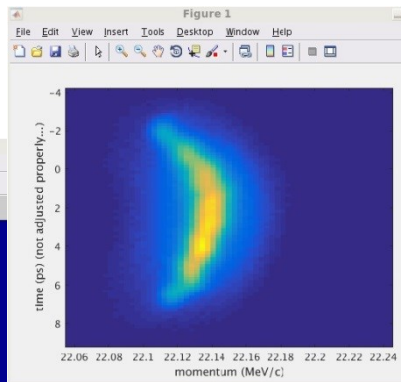 Figure 1
File Edit View Insert Tools Desktop Window Help
-4
-2
0
2
4
6
8
time (ps) (not adjusted properly...)
22.06 22.08 22.1 22.12 22.14 22.16 22.18 22.2 22.22 22.24
momentum (MeV/c)